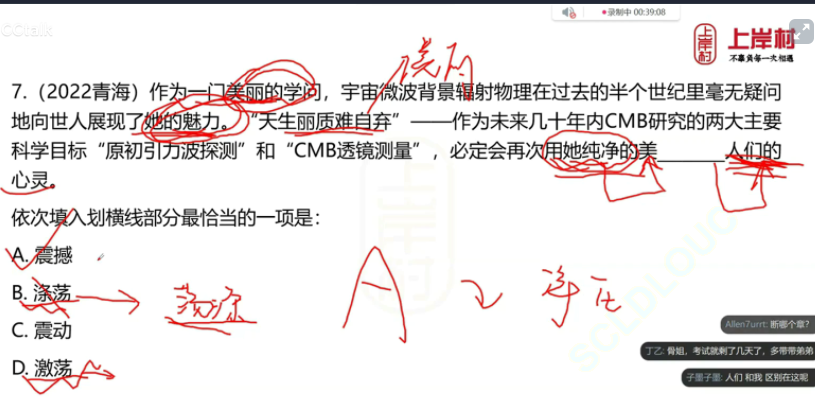 CCtalk
录制中 00:39:08
上岸村
上岸村
不辜负每一次相遇
7.（2022青海）作为一门美丽的学问，宇宙微波背景辐射物理在过去的半个世纪里毫无疑问
地向世人展现了她的魅力。“天生丽质难自弃”——作为未来几十年内CMB研究的两大主要
科学目标“原初引力波探测”和“CMB透镜测量”，必定会再次用她纯净的美______人们的
心灵。
依次填入划横线部分最恰当的一项是：
A. 震撼
B. 涤荡
C. 震动
D. 激荡
荡涤
A
净化
上岸村
Allen7urrt: 断哪个章?
丁乙: 骨姐，考试就剩了几天了，多带带弟弟
子墨子墨: 人们 和我 区别在这呢